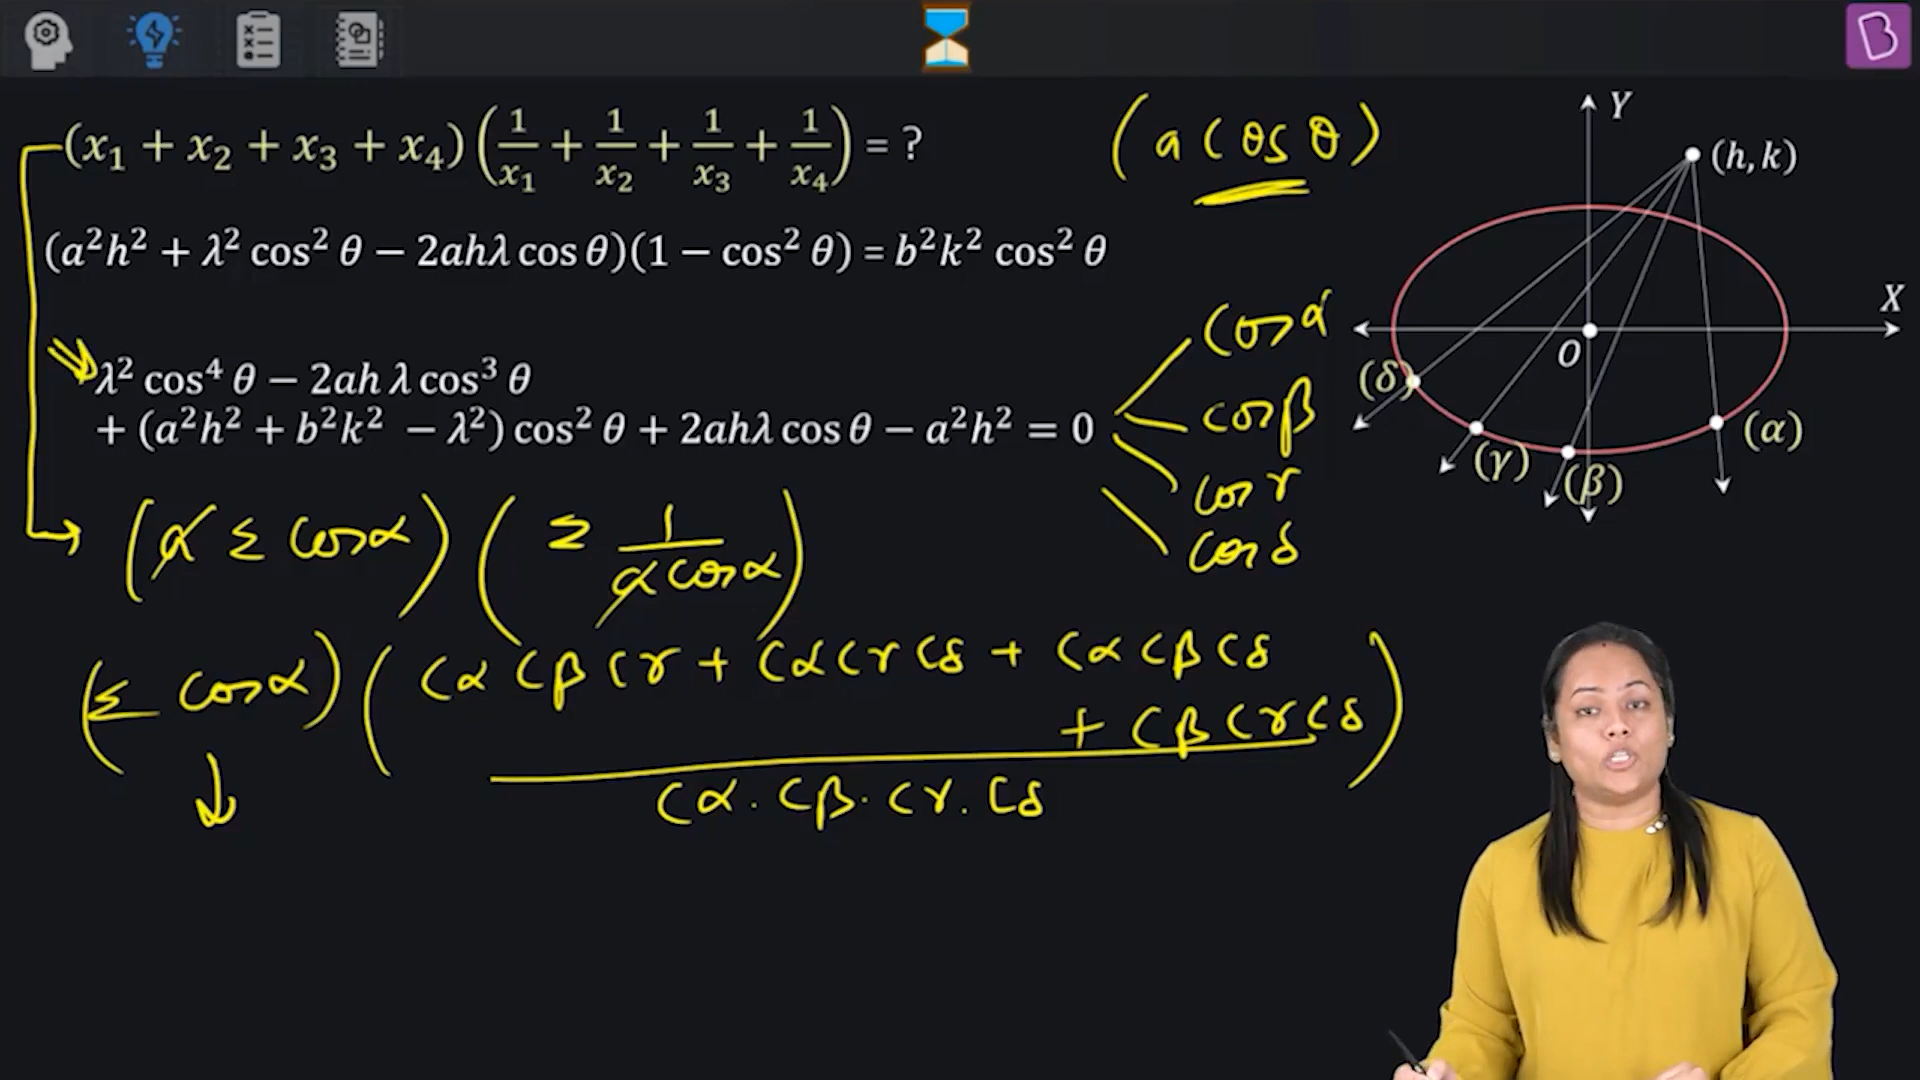 (x₁ + x₂ + x₃ + x₄)(1/x₁ + 1/x₂ + 1/x₃ + 1/x₄) = ?
(a cos θ)
(a²h² + λ² cos² θ − 2ahλ cos θ)(1 − cos² θ) = b²k² cos² θ
λ² cos⁴ θ − 2ah λ cos³ θ
+ (a²h² + b²k² − λ²) cos² θ + 2ahλ cos θ − a²h² = 0
cos α
cos β
cos γ
cos δ
(a Σ cos α)(Σ 1/(a cos α))
(Σ cos α)((Cα Cβ Cγ + Cα Cγ Cδ + Cα Cβ Cδ
+ Cβ Cγ Cδ)
Cα · Cβ · Cγ · Cδ
Y
(h, k)
X
O
(δ)
(γ)
(β)
(α)
B